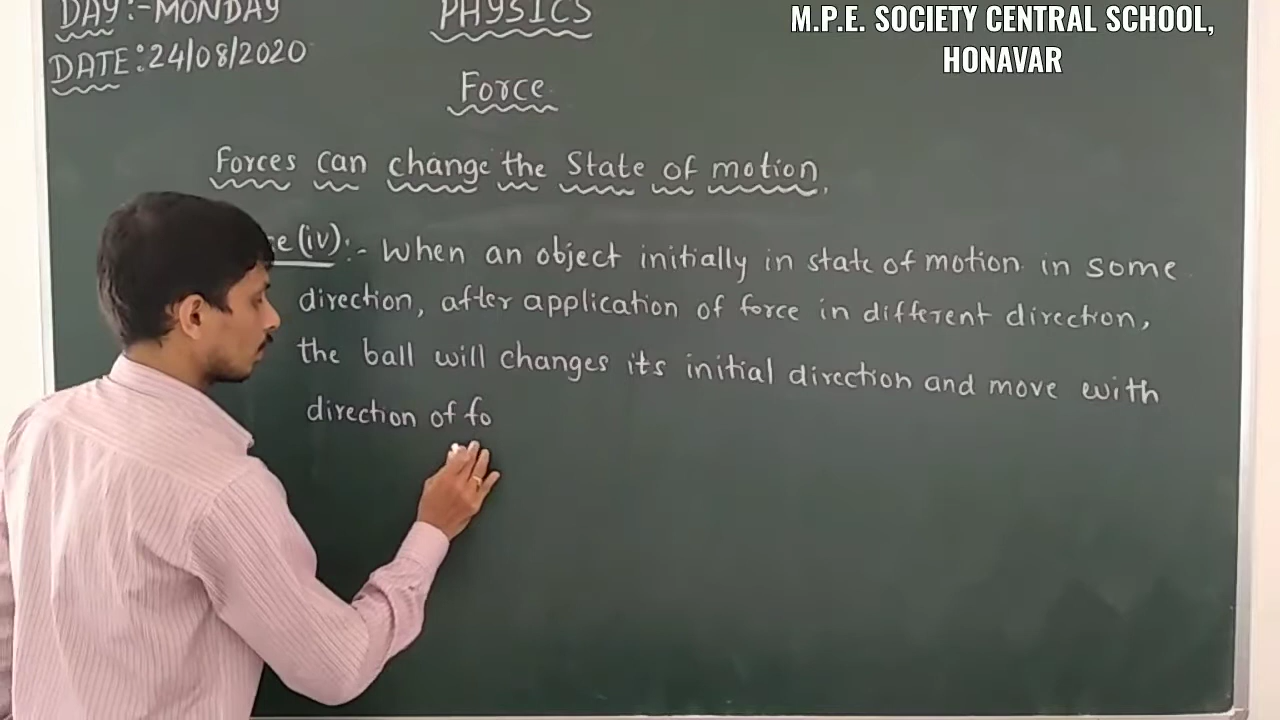 DAY:-MONDAY
DATE:24/08/2020
PHYSICS
M.P.E. SOCIETY CENTRAL SCHOOL,
HONAVAR
Force
Forces can change the State of motion.
(iv):- When an object initially in state of motion in some
direction, after application of force in different direction,
the ball will changes its initial direction and move with
direction of fo